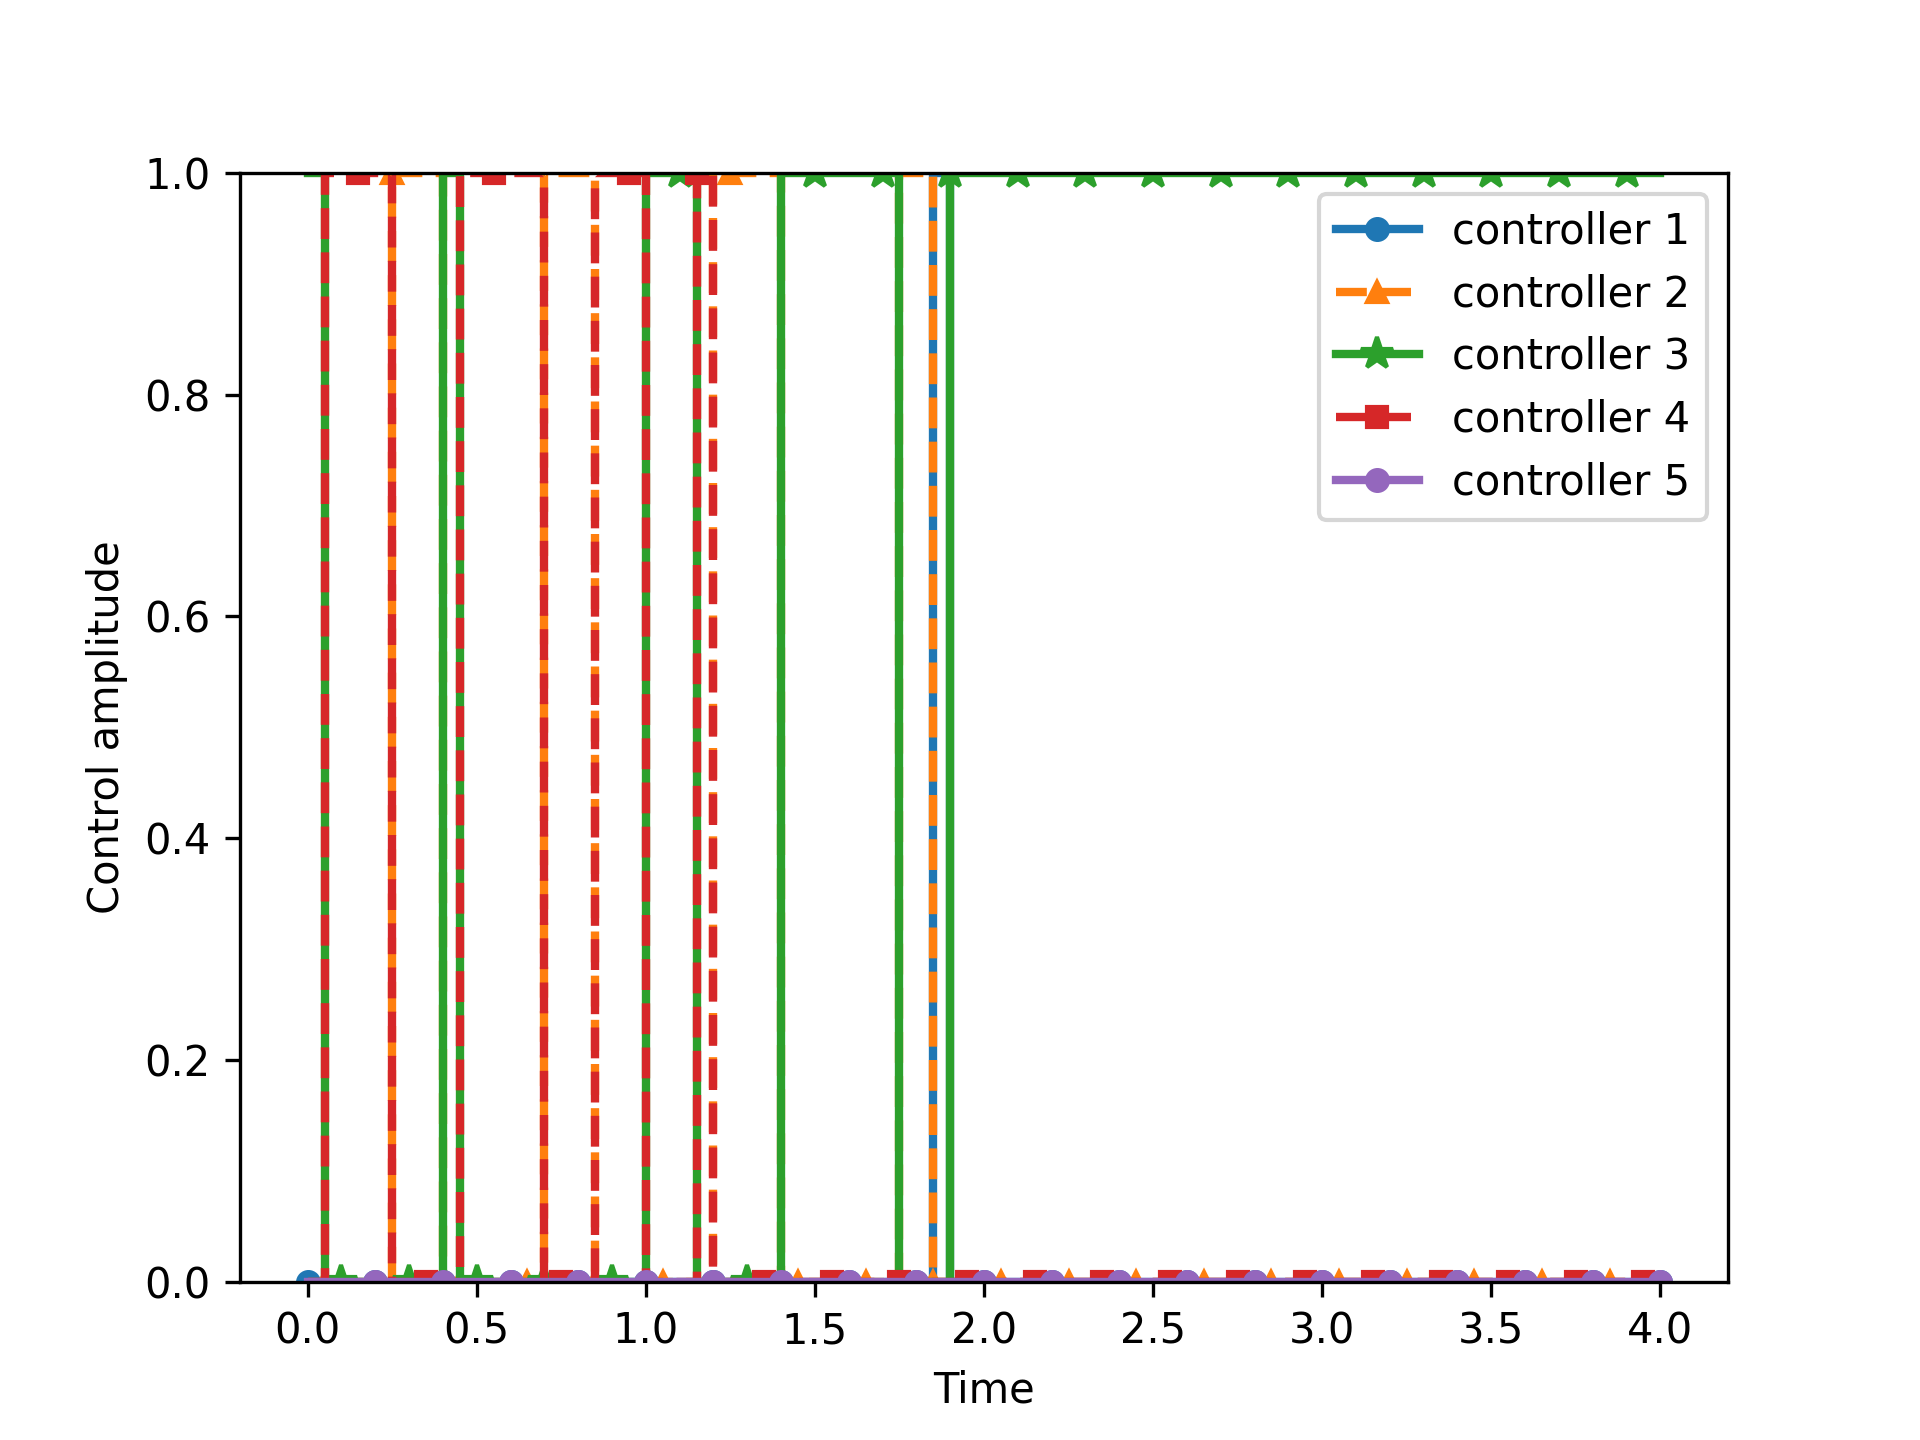 1.0
0.8
0.6
0.4
0.2
0.0
Control amplitude
controller 1
controller 2
controller 3
controller 4
controller 5
0.0 0.5 1.0 1.5 2.0 2.5 3.0 3.5 4.0
Time